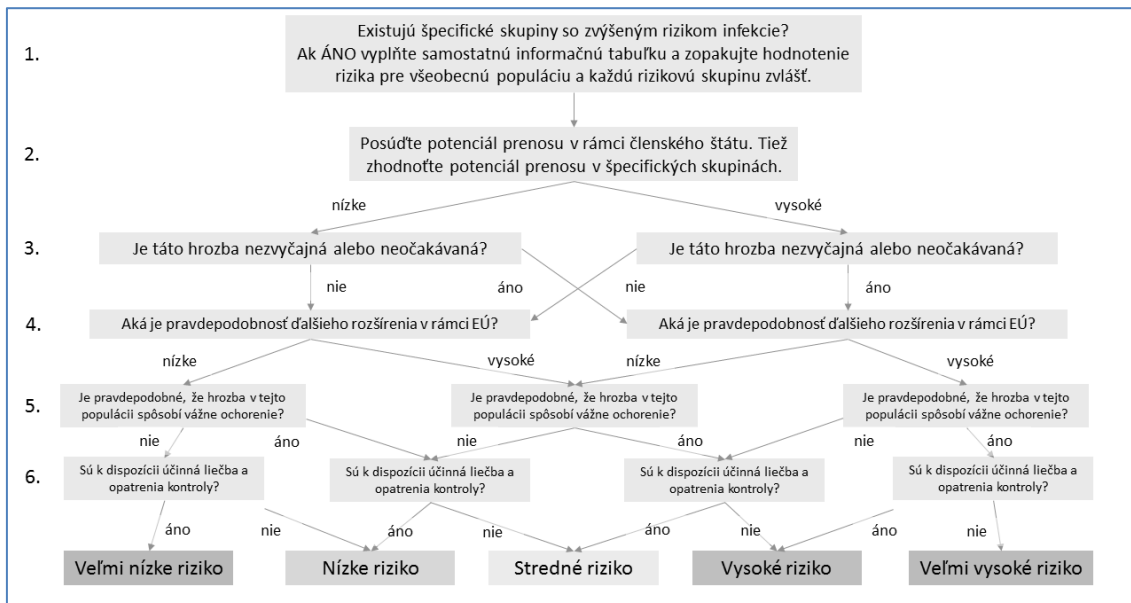 1.
Existujú špecifické skupiny so zvýšeným rizikom infekcie?
Ak ÁNO vyplňte samostatnú informačnú tabuľku a zopakujte hodnotenie
rizika pre všeobecnú populáciu a každú rizikovú skupinu zvlášť.
2.
Posúďte potenciál prenosu v rámci členského štátu. Tiež
zhodnoťte potenciál prenosu v špecifických skupinách.
nízke
vysoké
3.
Je táto hrozba nezvyčajná alebo neočakávaná?
Je táto hrozba nezvyčajná alebo neočakávaná?
nie
áno
nie
áno
4.
Aká je pravdepodobnosť ďalšieho rozšírenia v rámci EÚ?
Aká je pravdepodobnosť ďalšieho rozšírenia v rámci EÚ?
nízke
vysoké
nízke
vysoké
5.
Je pravdepodobné, že hrozba v tejto
populácii spôsobí vážne ochorenie?
Je pravdepodobné, že hrozba v tejto
populácii spôsobí vážne ochorenie?
Je pravdepodobné, že hrozba v tejto
populácii spôsobí vážne ochorenie?
nie
áno
nie
áno
nie
áno
6.
Sú k dispozícii účinná liečba a
opatrenia kontroly?
Sú k dispozícii účinná liečba a
opatrenia kontroly?
Sú k dispozícii účinná liečba a
opatrenia kontroly?
Sú k dispozícii účinná liečba a
opatrenia kontroly?
áno
nie
áno
nie
áno
nie
áno
nie
Veľmi nízke riziko
Nízke riziko
Stredné riziko
Vysoké riziko
Veľmi vysoké riziko